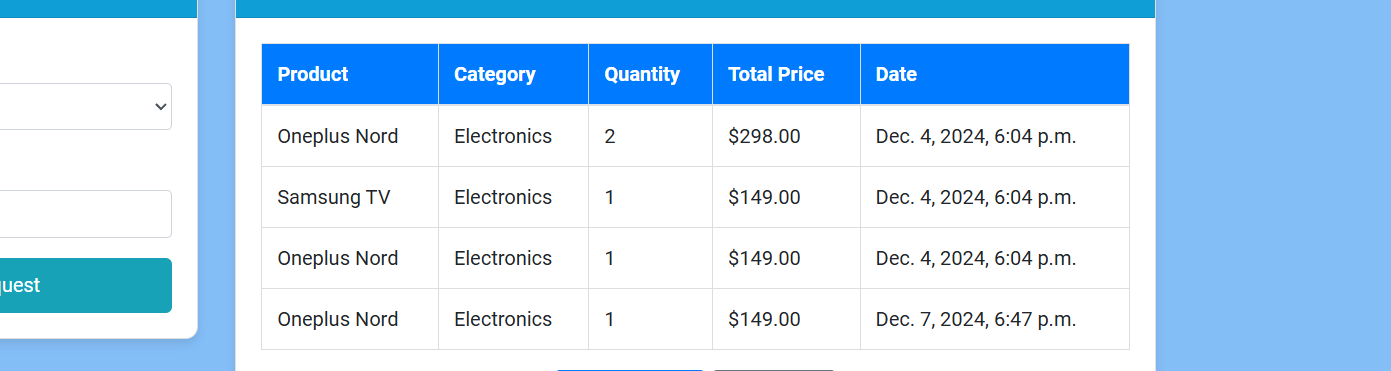 Product Category Quantity Total Price Date
Oneplus Nord Electronics 2 $298.00 Dec. 4, 2024, 6:04 p.m.
Samsung TV Electronics 1 $149.00 Dec. 4, 2024, 6:04 p.m.
Oneplus Nord Electronics 1 $149.00 Dec. 4, 2024, 6:04 p.m.
quest
Oneplus Nord Electronics 1 $149.00 Dec. 7, 2024, 6:47 p.m.